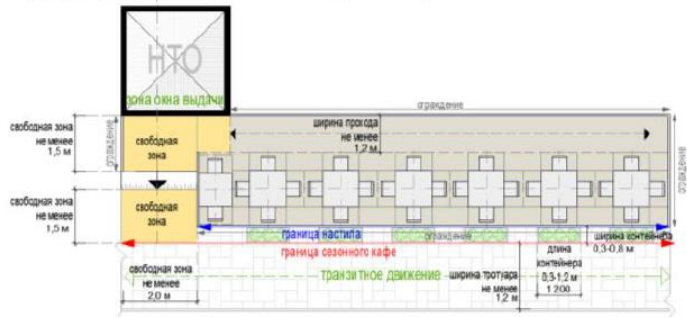 НТО
зона окна выдачи
ограждение
свободная зона
не менее
1,5 м
ограждение
свободная
зона
ширина прохода
не менее
1,2 м
ограждение
свободная зона
не менее
1,5 м
свободная
зона
граница настила
ограждение
ширина контейнера
0,3-0,8 м
граница сезонного кафе
свободная зона
не менее
2,0 м
транзитное движение
ширина тротуара
не менее
1,2 м
длина
контейнера
0,3-1,2 м
1 200